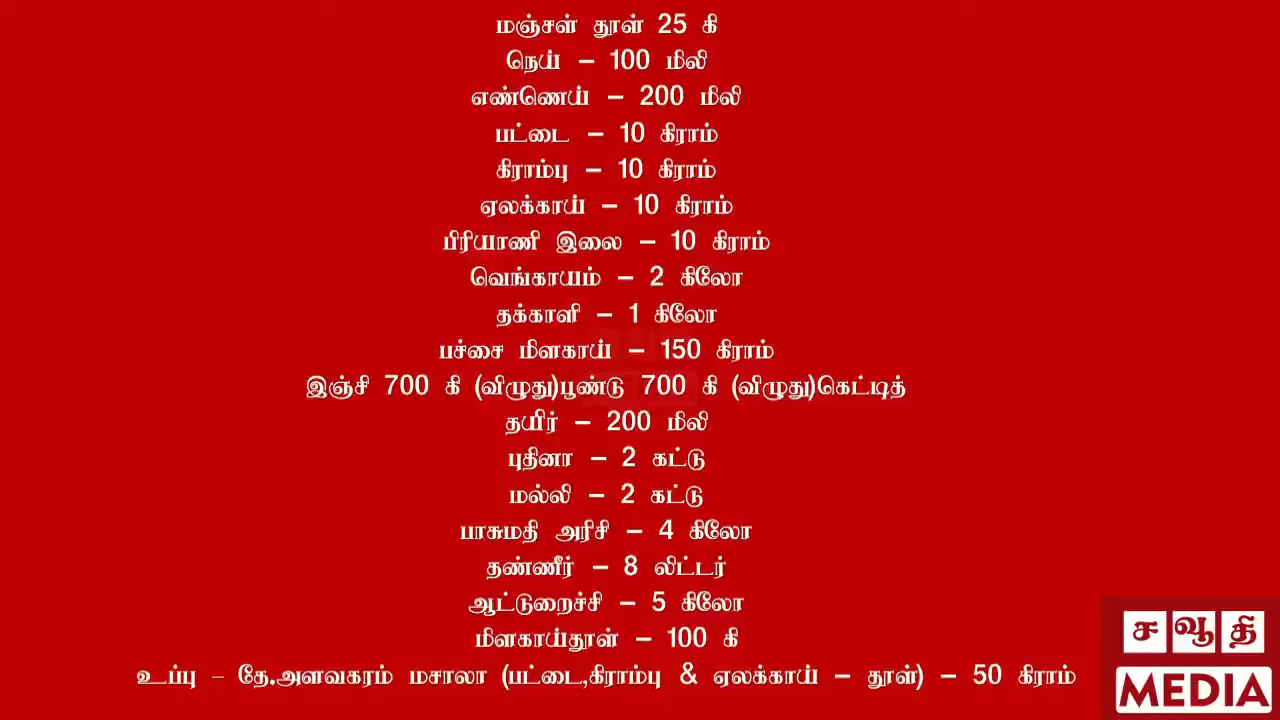 மஞ்சள் தூள் 25 கி
நெய் – 100 மிலி
எண்ணெய் – 200 மிலி
பட்டை – 10 கிராம்
கிராம்பு – 10 கிராம்
ஏலக்காய் – 10 கிராம்
பிரியாணி இலை – 10 கிராம்
வெங்காயம் – 2 கிலோ
தக்காளி – 1 கிலோ
பச்சை மிளகாய் – 150 கிராம்
இஞ்சி 700 கி (விழுது)பூண்டு 700 கி (விழுது)கெட்டித்
தயிர் – 200 மிலி
புதினா – 2 கட்டு
மல்லி – 2 கட்டு
பாசுமதி அரிசி – 4 கிலோ
தண்ணீர் – 8 லிட்டர்
ஆட்டுறைச்சி – 5 கிலோ
மிளகாய்தூள் – 100 கி
உப்பு – தே.அளவகரம் மசாலா (பட்டை,கிராம்பு & ஏலக்காய் – தூள்) – 50 கிராம்
சவூதி
MEDIA